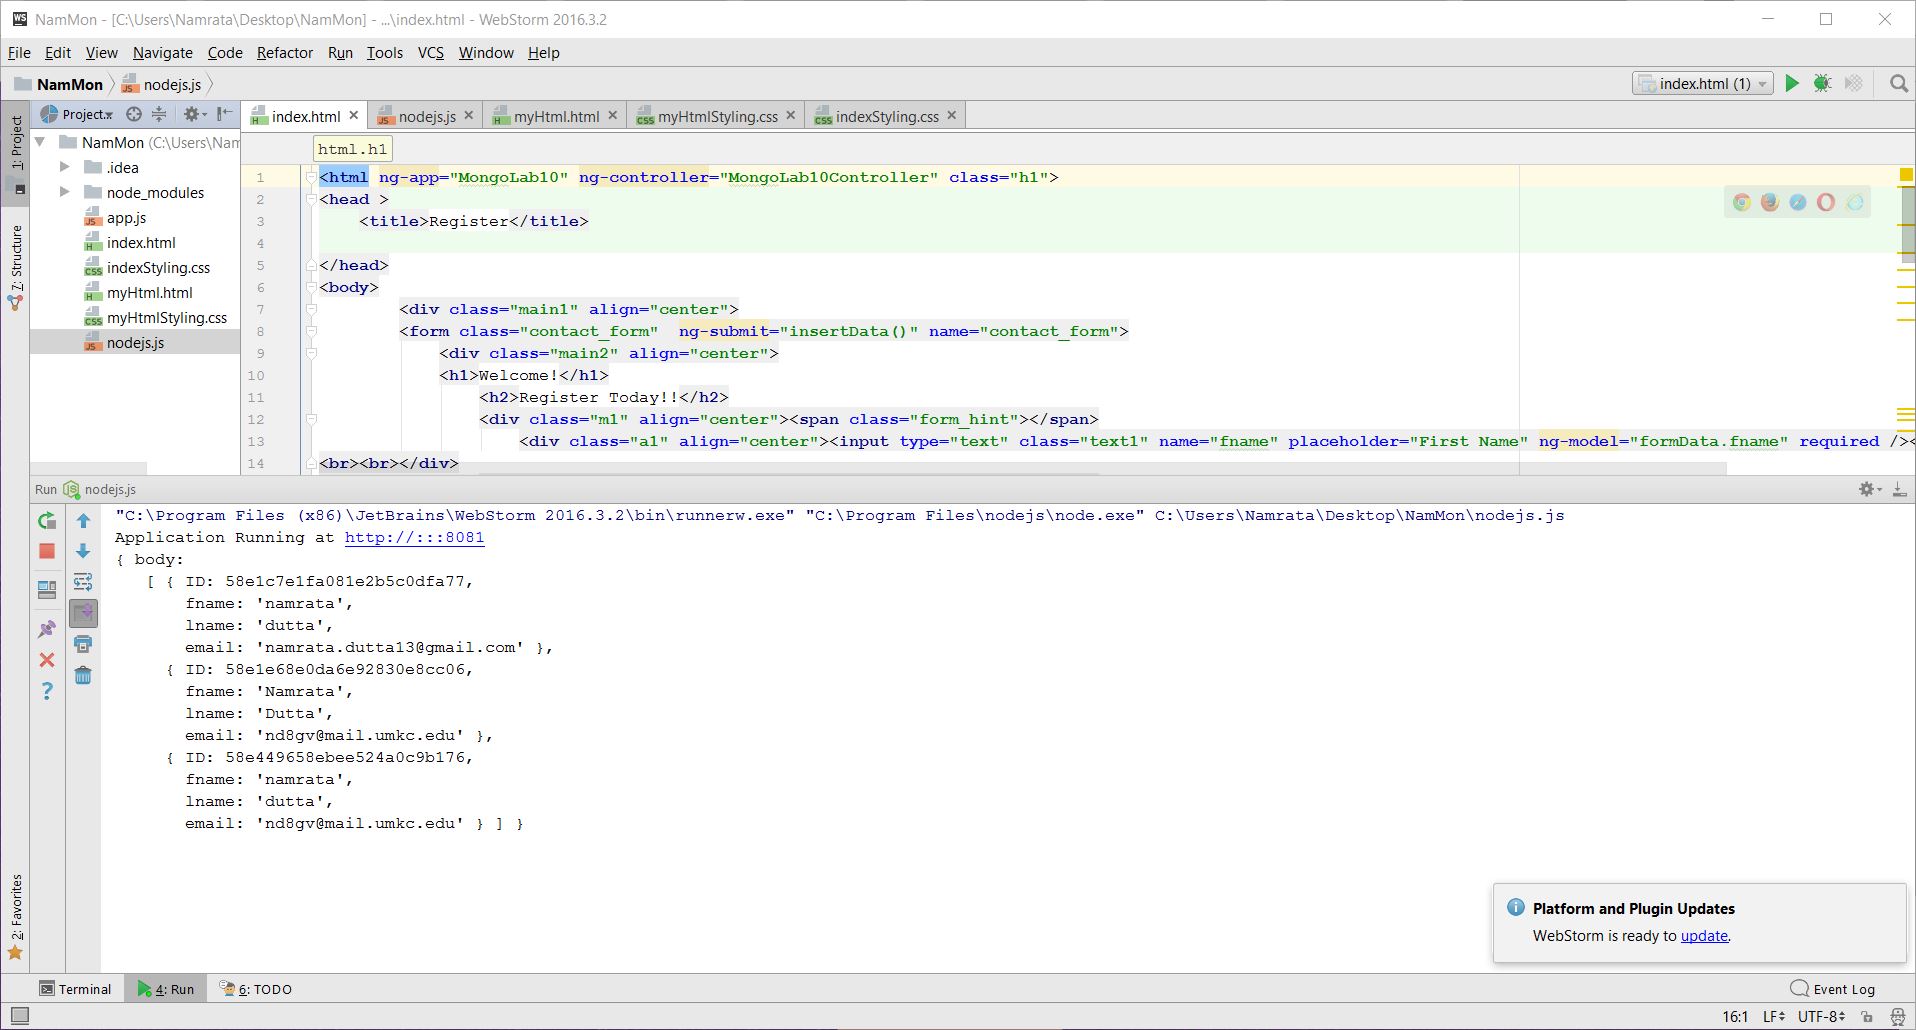 NamMon - [C:\Users\Namrata\Desktop\NamMon] - ...\index.html - WebStorm 2016.3.2
File Edit View Navigate Code Refactor Run Tools VCS Window Help
NamMon nodejs.js index.html (1)
Project index.html nodejs.js myHtml.html myHtmlStyling.css indexStyling.css
1: Project
7: Structure
2: Favorites
NamMon (C:\Users\Nam
.idea
node_modules
app.js
index.html
indexStyling.css
myHtml.html
myHtmlStyling.css
nodejs.js
html.h1
1 <html ng-app="MongoLab10" ng-controller="MongoLab10Controller" class="h1">
2 <head >
3 <title>Register</title>
4
5 </head>
6 <body>
7 <div class="main1" align="center">
8 <form class="contact_form"  ng-submit="insertData()" name="contact_form">
9 <div class="main2" align="center">
10 <h1>Welcome!</h1>
11 <h2>Register Today!!</h2>
12 <div class="m1" align="center"><span class="form_hint"></span>
13 <div class="a1" align="center"><input type="text" class="text1" name="fname" placeholder="First Name" ng-model="formData.fname" required /><
14 <br><br></div>
Run nodejs.js
"C:\Program Files (x86)\JetBrains\WebStorm 2016.3.2\bin\runnerw.exe" "C:\Program Files\nodejs\node.exe" C:\Users\Namrata\Desktop\NamMon\nodejs.js
Application Running at http://:::8081
{ body:
[ { ID: 58e1c7e1fa081e2b5c0dfa77,
fname: 'namrata',
lname: 'dutta',
email: 'namrata.dutta13@gmail.com' },
{ ID: 58e1e68e0da6e92830e8cc06,
fname: 'Namrata',
lname: 'Dutta',
email: 'nd8gv@mail.umkc.edu' },
{ ID: 58e449658ebee524a0c9b176,
fname: 'namrata',
lname: 'dutta',
email: 'nd8gv@mail.umkc.edu' } ] }
Platform and Plugin Updates
WebStorm is ready to update.
Terminal 4: Run 6: TODO Event Log
16:1 LF UTF-8